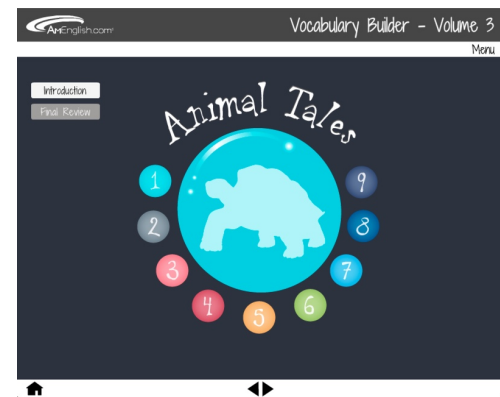 AmEnglish.com
Vocabulary Builder - Volume 3
Menu
Introduction
Final Review
Animal Tales
1
2
3
4
5
6
7
8
9